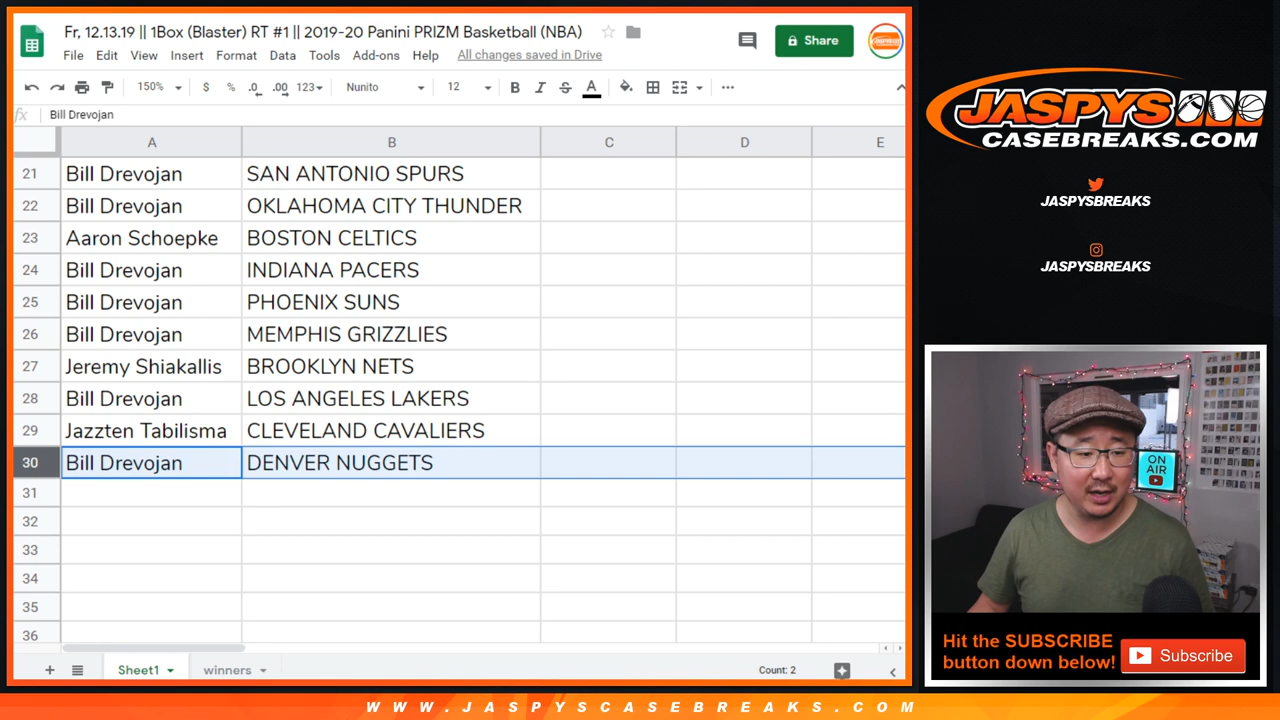 Fr, 12.13.19 || 1Box (Blaster) RT #1 || 2019-20 Panini PRIZM Basketball (NBA)
File Edit View Insert Format Data Tools Add-ons Help All changes saved in Drive
Share
150% $ % .0 .00 123 Nunito 12 B I S A
fx Bill Drevojan
A B C D E
21 Bill Drevojan SAN ANTONIO SPURS
22 Bill Drevojan OKLAHOMA CITY THUNDER
23 Aaron Schoepke BOSTON CELTICS
24 Bill Drevojan INDIANA PACERS
25 Bill Drevojan PHOENIX SUNS
26 Bill Drevojan MEMPHIS GRIZZLIES
27 Jeremy Shiakallis BROOKLYN NETS
28 Bill Drevojan LOS ANGELES LAKERS
29 Jazzten Tabilisma CLEVELAND CAVALIERS
30 Bill Drevojan DENVER NUGGETS
31
32
33
34
35
36
Sheet1 winners Count: 2
JASPYS
CASEBREAKS.COM
JASPYSBREAKS
JASPYSBREAKS
ON
AIR
Hit the SUBSCRIBE
button down below!
Subscribe
WWW.JASPYSCASEBREAKS.COM